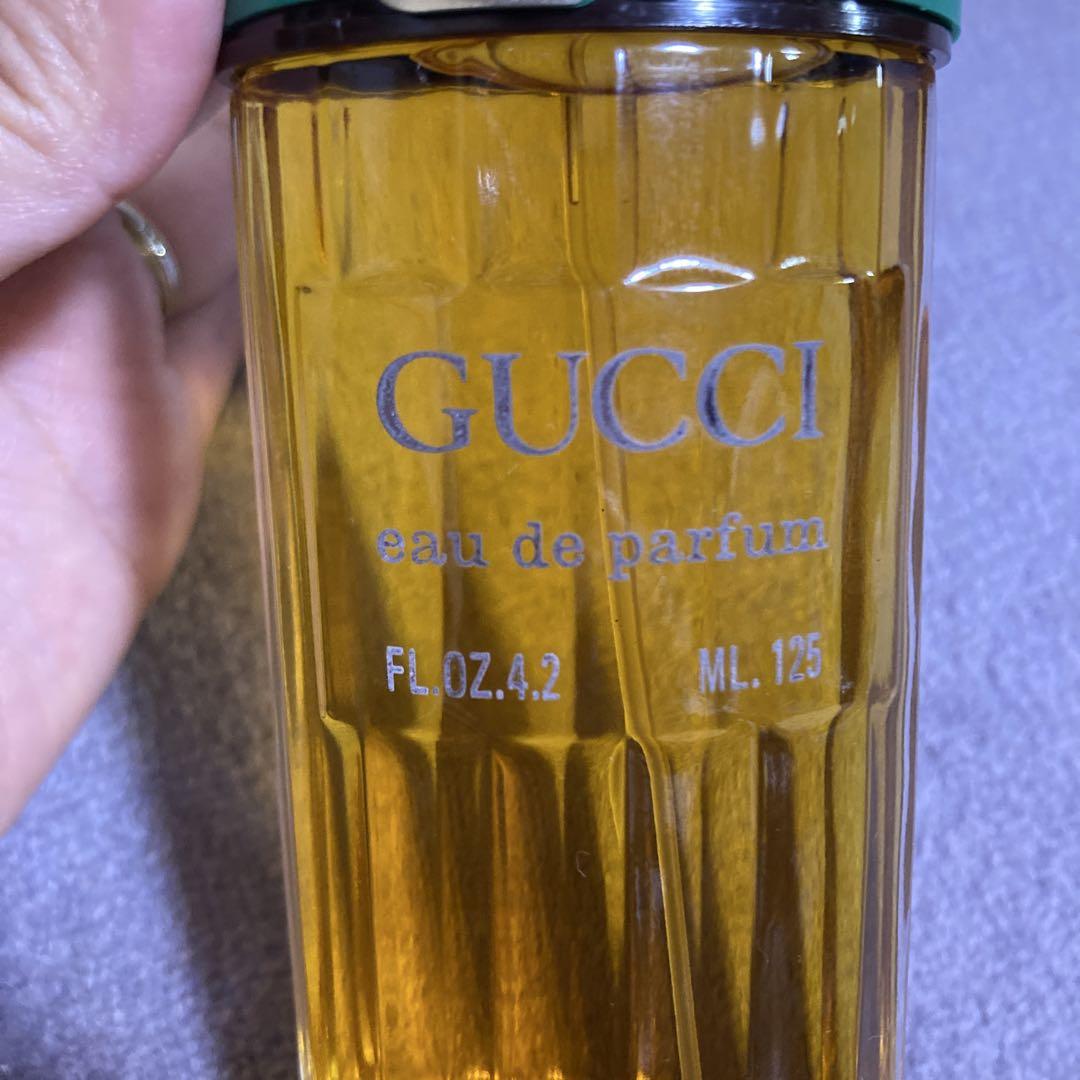 GUCCI
eau de parfum
FL.OZ.4.2 ML. 125